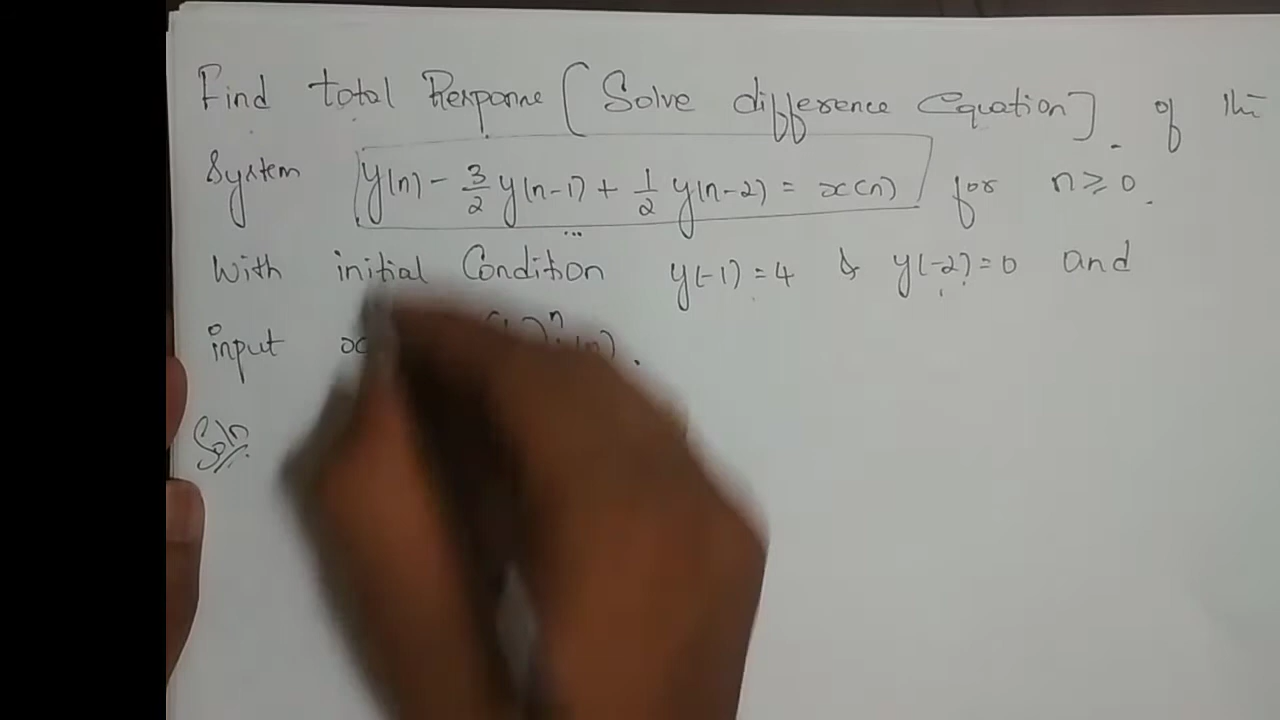 Find total Response [Solve difference equation] of the
System y(n) - 3/2 y(n-1) + 1/2 y(n-2) = x(n) for n ≥ 0.
With initial Condition y(-1) = 4 & y(-2) = 0 and
input x )ⁿ (n).
Soln